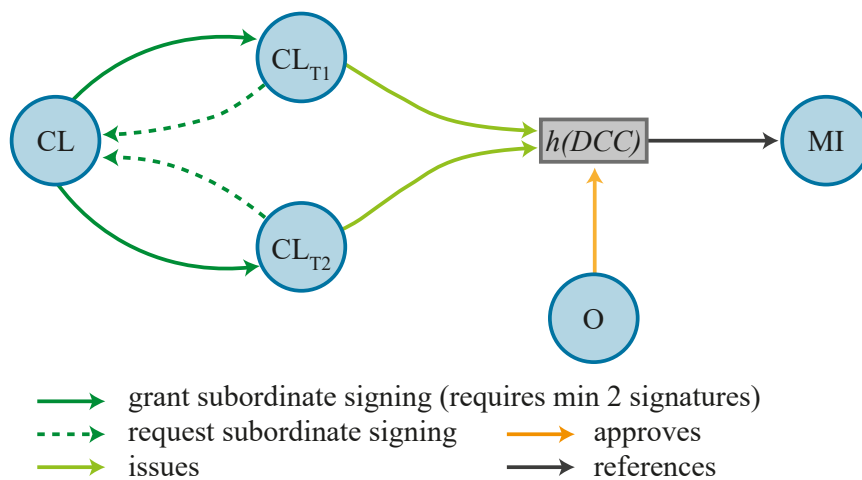 CL_T1
CL
h(DCC)
MI
CL_T2
O
grant subordinate signing (requires min 2 signatures)
request subordinate signing
approves
issues
references